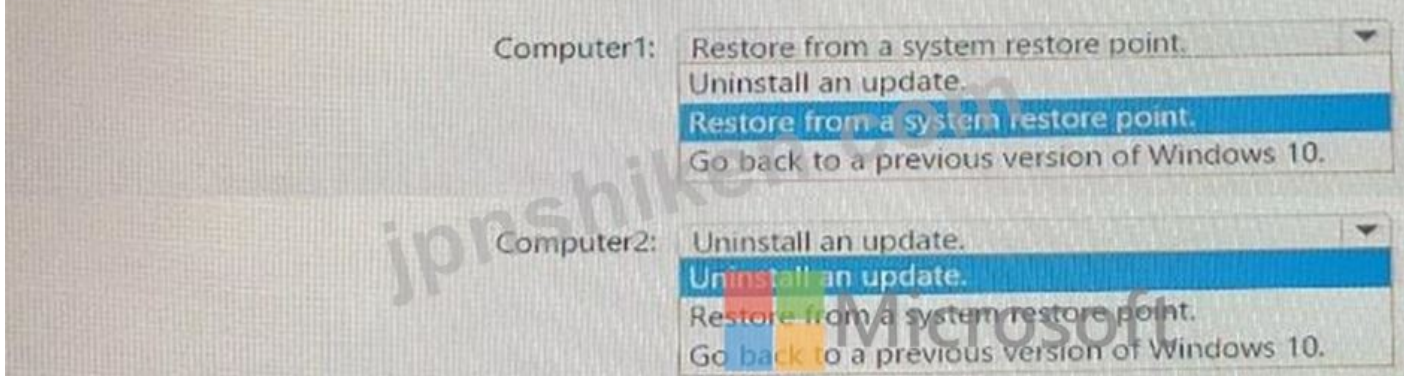 Computer1: Restore from a system restore point.
Uninstall an update.
Restore from a system restore point.
Go back to a previous version of Windows 10.
jpnshiken.com
Computer2: Uninstall an update.
Uninstall an update.
Restore from a system restore point.
Microsoft
Go back to a previous version of Windows 10.